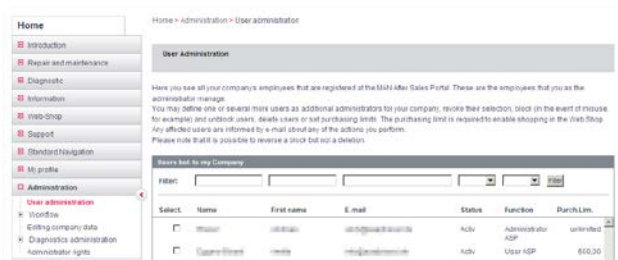 Home
Introduction
Repair and maintenance
Diagnostic
Information
Web-Shop
Support
Standard Navigation
My profile
Administration
User administration
Workflow
Editing company data
Diagnostics administration
Administrator rights
Home > Administration > User administration
User Administration
Here you see all your company's employees that are registered at the MAN After Sales Portal. These are the employees that you as the
administrator manage.
You may define one or several more users as additional administrators for your company, revoke their selection, block (in the event of misuse,
for example) and unblock users, delete users or set purchasing limits. The purchasing limit is required to enable shopping in the Web Shop.
Any affected users are informed by e-mail about any of the actions you perform.
Please note that it is possible to reverse a block but not a deletion.
Users bel. to my Company
Filter: Filter
Select. Name First name E.mail Status Function Purch.Lim.
Activ Administrator ASP unlimited
Activ User ASP 600,00